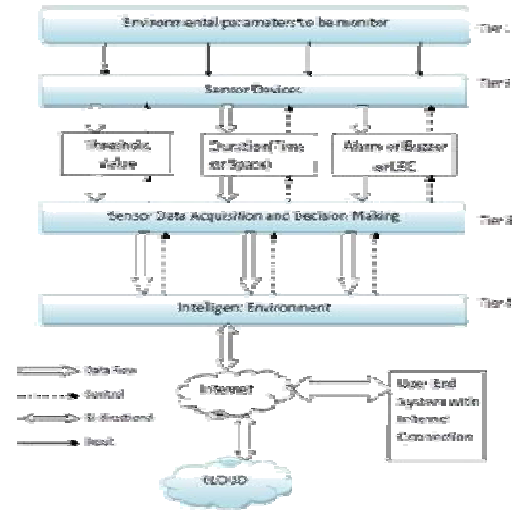 Environmental parameters to be monitor
Tier 1
Sensor Devices
Tier 2
Threshold
Value
Duration(Time
or Space)
Alarm or Buzzer
or LEC
Sensor Data Acquisition and Decision Making
Tier 3
Intelligent Environment
Tier 4
Data flow
Control
Bi directional
Input
Internet
User End
System with
Internet
Connection
CLOUD